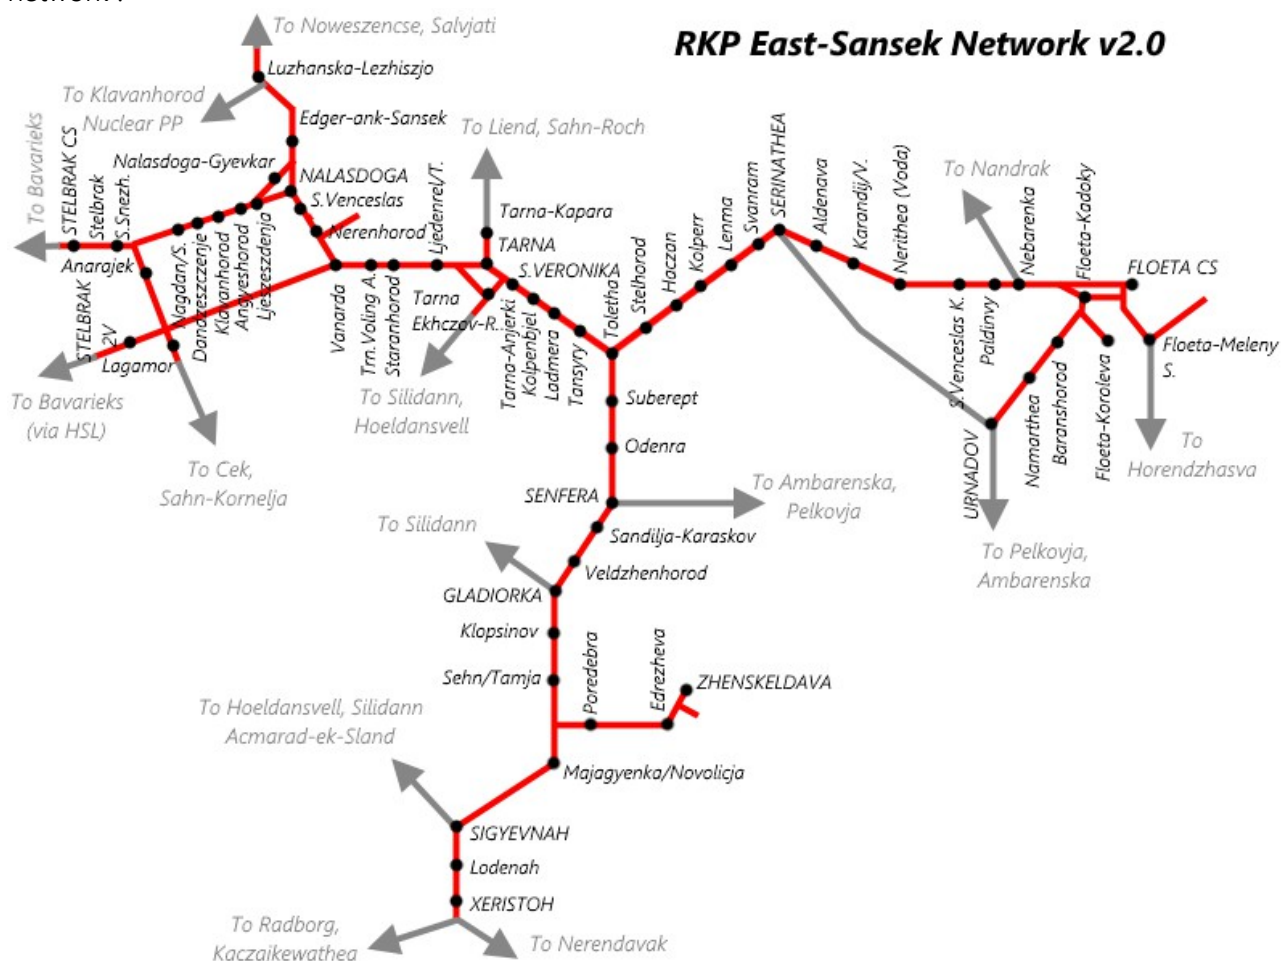 network?
To Noweszencse, Salvjati
RKP East-Sansek Network v2.0
Luzhanska-Lezhiszjo
To Klavanhorod
Nuclear PP
Edger-ank-Sansek
To Liend, Sahn-Roch
To Bavarieks
STELBRAK CS
Stelbrak
S.Snezh.
Nalasdoga-Gyevkar
NALASDOGA
S.Venceslas
Nerenhorod
Ljedenrel/T.
Tarna-Kapara
TARNA
S.VERONIKA
Toletha
Stelhorod
Haczan
Kolperr
Lenma
Svanram
SERINATHEA
Aldenava
Karandij/V.
Nerithea (Voda)
To Nandrak
Nebarenka
Floeta-Kadoky
FLOETA CS
Anarajek
Nagdan/S.
Dandzeszczenje
Klavanhorod
Angyeshorod
Ljeszeszdenja
STELBRAK
2V
Lagamor
Vanarda
Trn.Voling A.
Staranhorod
Tarna
Ekhczov-R...
Tarna-Anjerki
Kolpenbjel
Ladmera
Tansyry
S.Venceslas K.
Paldinvy
Floeta-Meleny
S.
To Bavarieks
(via HSL)
To Silidann,
Hoeldansvell
Suberept
URNADOV
Namarthea
Baranshorod
Floeta-Koroleva
To
Horendzhasva
To Cek,
Sahn-Kornelja
Odenra
SENFERA
To Ambarenska,
Pelkovja
To Silidann
Sandilja-Karaskov
To Pelkovja,
Ambarenska
Veldzhenhorod
GLADIORKA
Klopsinov
Sehn/Tamja
Poredebra
Edrezheva
ZHENSKELDAVA
To Hoeldansvell, Silidann
Acmarad-ek-Sland
Majagyenka/Novolicja
SIGYEVNAH
Lodenah
XERISTOH
To Radborg,
Kaczaikewathea
To Nerendavak